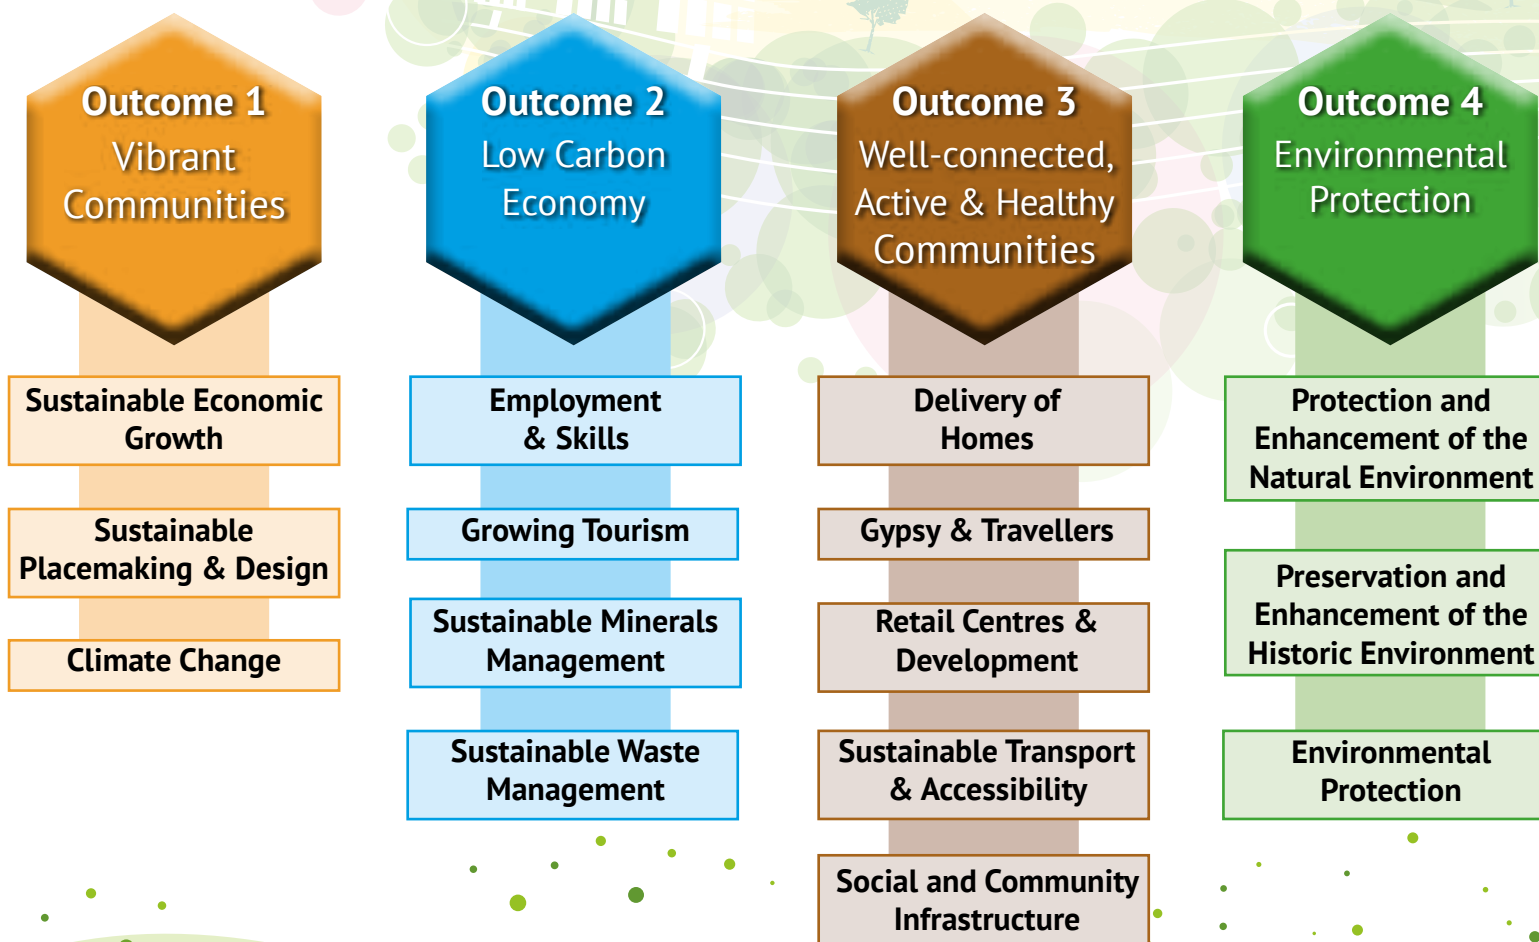 Outcome 1
Vibrant
Communities
Sustainable Economic
Growth
Sustainable
Placemaking & Design
Climate Change
Outcome 2
Low Carbon
Economy
Employment
& Skills
Growing Tourism
Sustainable Minerals
Management
Sustainable Waste
Management
Outcome 3
Well-connected,
Active & Healthy
Communities
Delivery of
Homes
Gypsy & Travellers
Retail Centres &
Development
Sustainable Transport
& Accessibility
Social and Community
Infrastructure
Outcome 4
Environmental
Protection
Protection and
Enhancement of the
Natural Environment
Preservation and
Enhancement of the
Historic Environment
Environmental
Protection